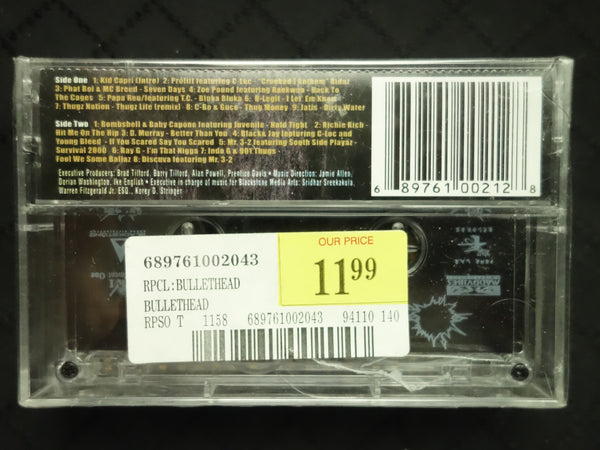 Side One 1: Kid Capri (Intro) 2: Profitt featuring C-Loc - "Crooked I Anthem" Ridaz
3: Phat Boi & MC Breed - Seven Days 4: Zoe Pound featuring Raekwon - Back To
The Cages 5: Papa Reu featuring T.C. - Bloka Bloka 6: B-Legit - I Let 'Em Know
7: Thugz Nation - Thugz Life (remix) 8: C-Bo & Guce - Thug Money 9: Jatis - Dirty Water
Side Two 1: Bombshell & Baby Capone featuring Juvenile - Hold Tight 2: Richie Rich -
Hit Me On The Hip 3: D. Murray - Better Than You 4: Black& Jay featuring C-Loc and
Young Bleed - If You Scared Say You Scared 5: Mr. 3-2 featuring South Side Playaz -
Survival 2000 6: Ray C - I'm That Nigga 7: Indo G & 901 Thugs -
Fool We Some Ballaz 8: Discuva featuring Mr. 3-2
Executive Producers: Brad Tilford, Barry Tilford, Alan Powell, Prentice Davis • Music Direction: Jamie Allen,
Dorian Washington, Ike English • Executive in charge of music for Blackstone Media Arts: Sridhar Sreekakula,
Warren Fitzgerald Jr. ESQ., Korey D. Stringer
6 89761 00212 8
OUR PRICE
11.99
689761002043
RPCL:BULLETHEAD
BULLETHEAD
RPSO T 1158 689761002043 94110 140
RECORDS